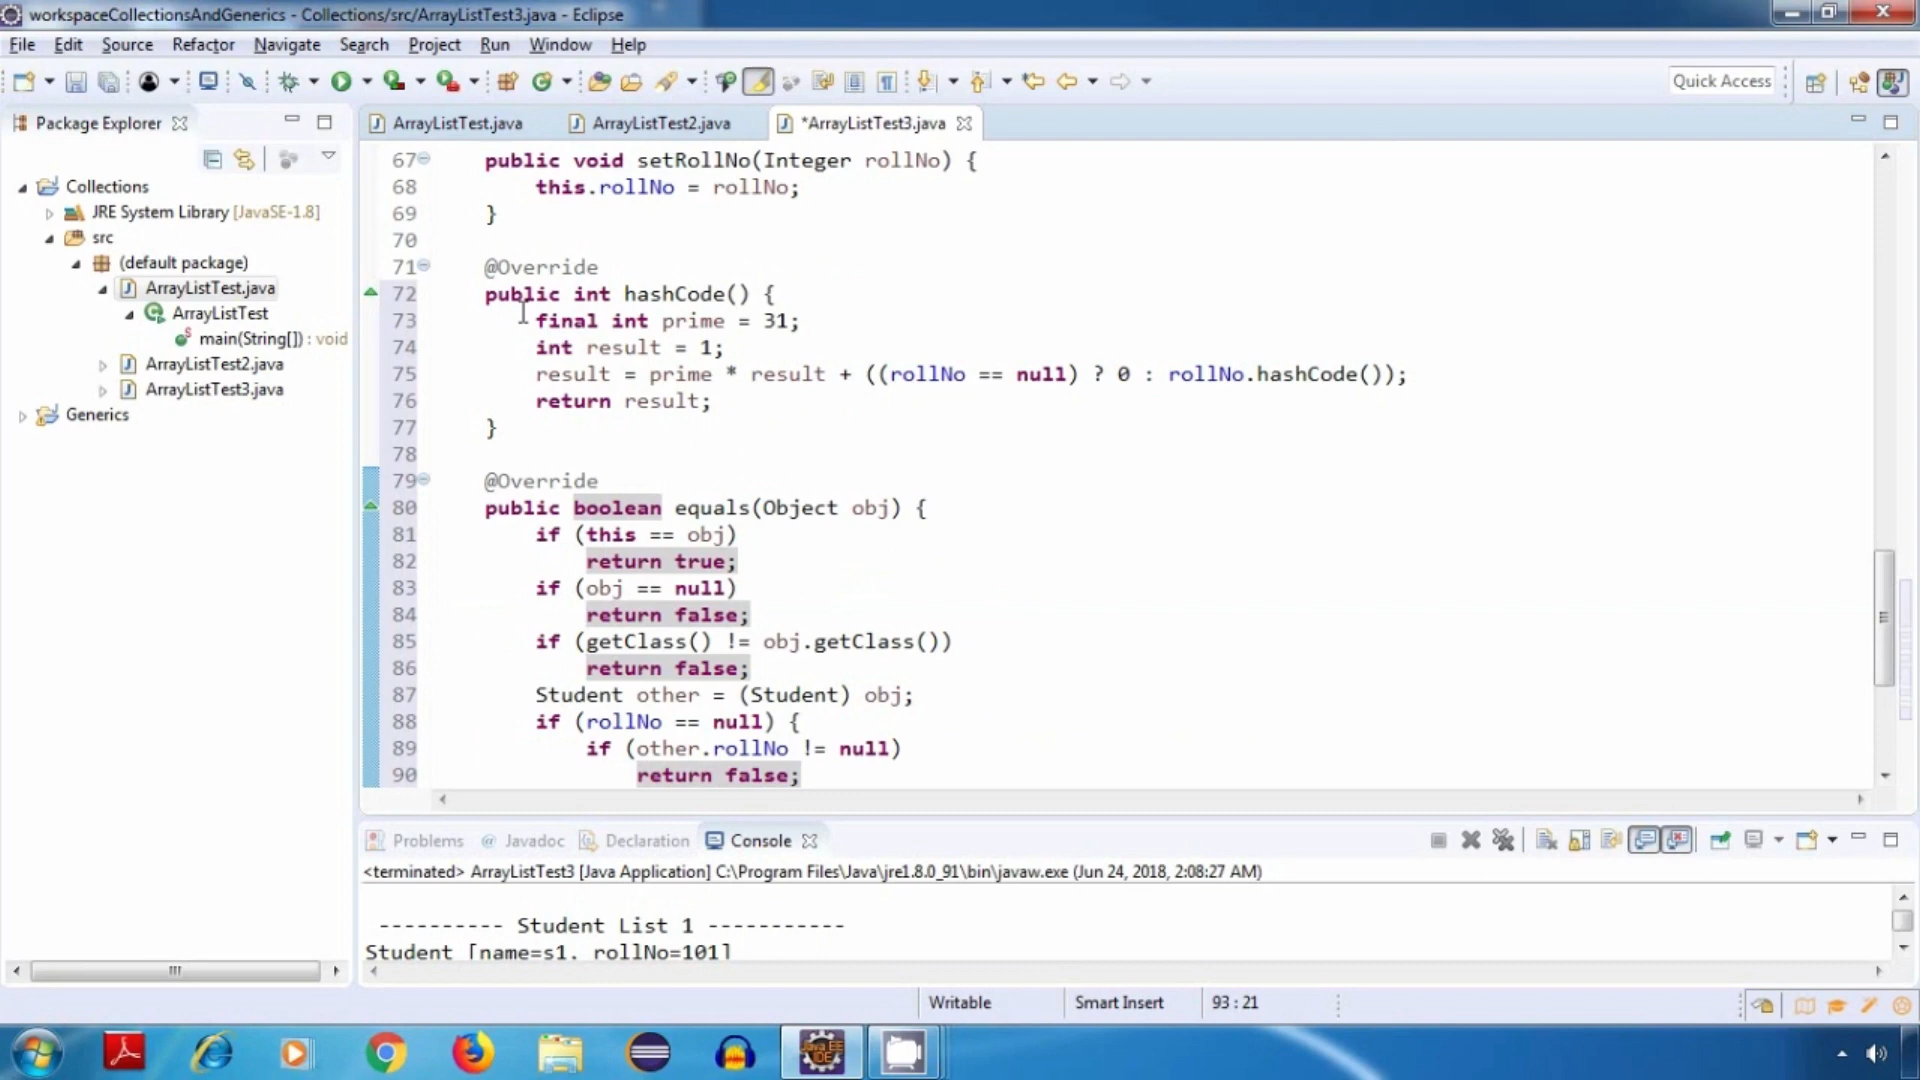 workspaceCollectionsAndGenerics - Collections/src/ArrayListTest3.java - Eclipse
File Edit Source Refactor Navigate Search Project Run Window Help
Quick Access
Package Explorer
ArrayListTest.java
ArrayListTest2.java
*ArrayListTest3.java
Collections
JRE System Library [JavaSE-1.8]
src
(default package)
ArrayListTest.java
ArrayListTest
main(String[]) : void
ArrayListTest2.java
ArrayListTest3.java
Generics
67 public void setRollNo(Integer rollNo) {
68 this.rollNo = rollNo;
69 }
70
71 @Override
72 public int hashCode() {
73 final int prime = 31;
74 int result = 1;
75 result = prime * result + ((rollNo == null) ? 0 : rollNo.hashCode());
76 return result;
77 }
78
79 @Override
80 public boolean equals(Object obj) {
81 if (this == obj)
82 return true;
83 if (obj == null)
84 return false;
85 if (getClass() != obj.getClass())
86 return false;
87 Student other = (Student) obj;
88 if (rollNo == null) {
89 if (other.rollNo != null)
90 return false;
Problems Javadoc Declaration Console
<terminated> ArrayListTest3 [Java Application] C:\Program Files\Java\jre1.8.0_91\bin\javaw.exe (Jun 24, 2018, 2:08:27 AM)
---------- Student List 1 -----------
Student [name=s1, rollNo=101]
Writable Smart Insert 93 : 21
Java EE
IDE